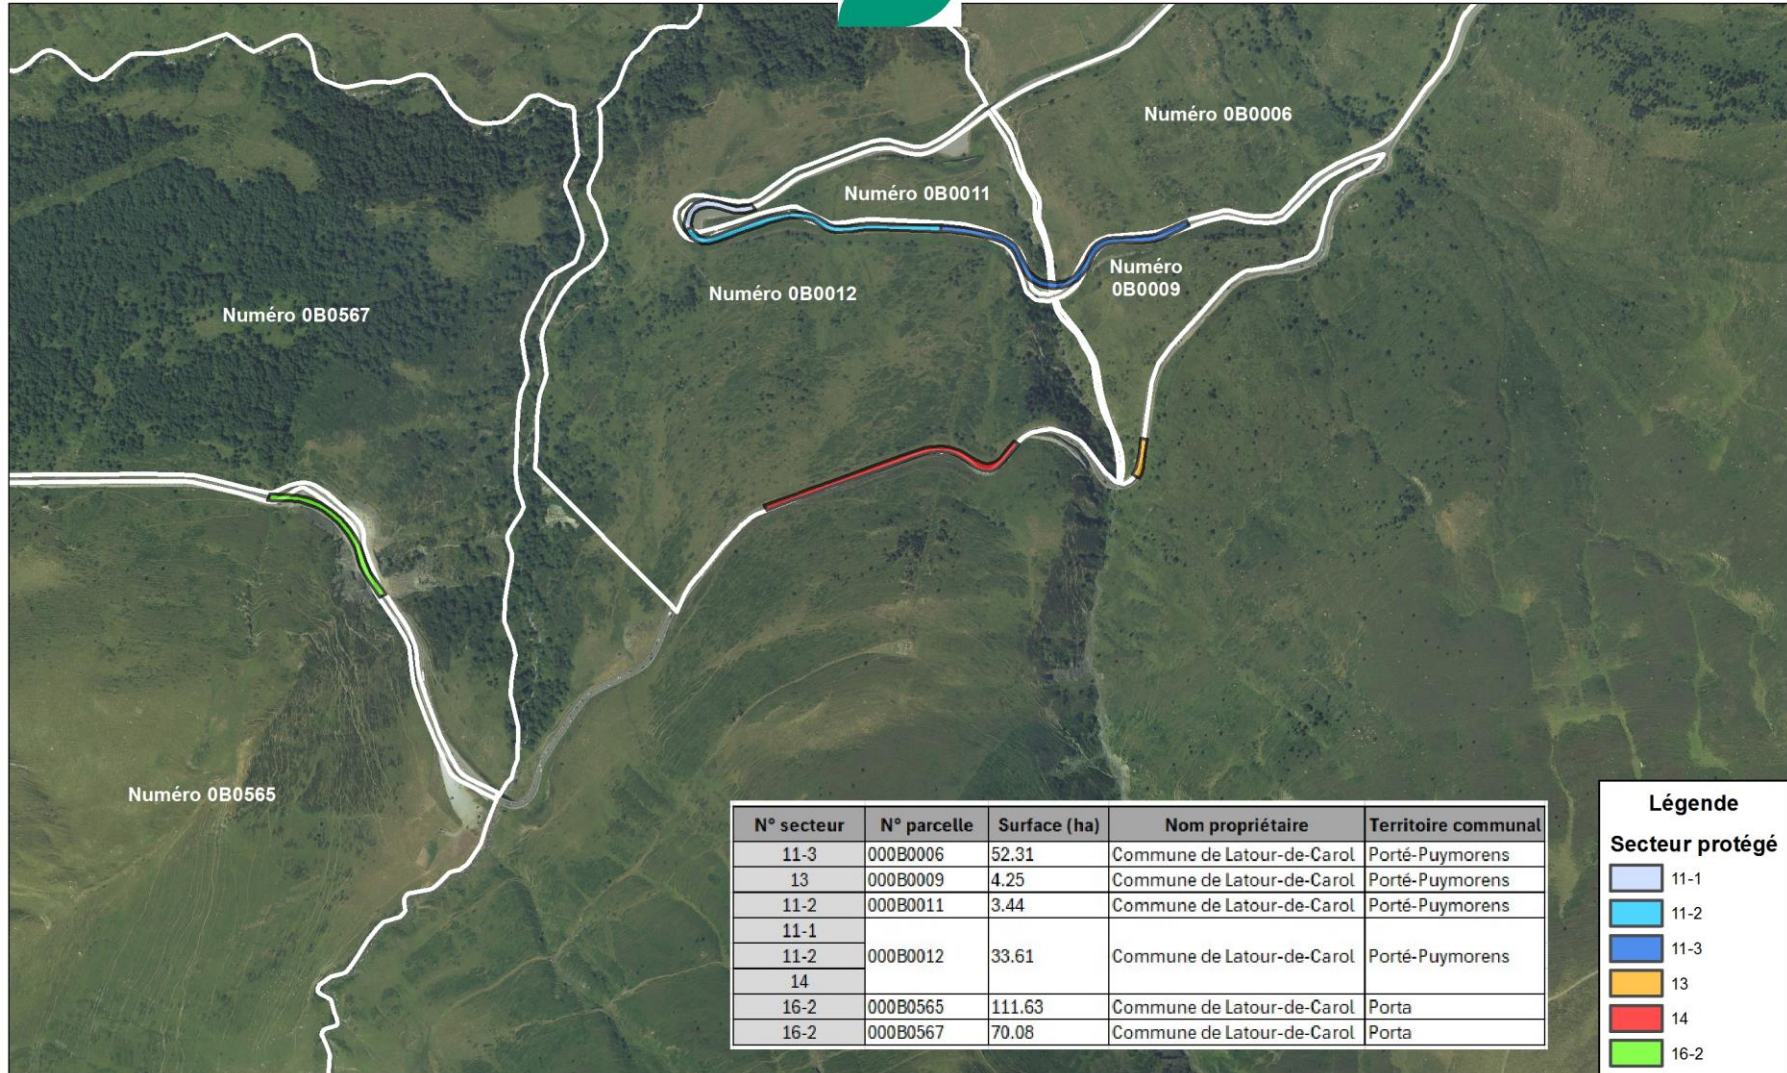 Numéro 0B0006
Numéro 0B0011
Numéro
0B0009
Numéro 0B0012
Numéro 0B0567
Numéro 0B0565
N° secteur N° parcelle Surface (ha) Nom propriétaire Territoire communal
11-3 000B0006 52.31 Commune de Latour-de-Carol Porté-Puymorens
13 000B0009 4.25 Commune de Latour-de-Carol Porté-Puymorens
11-2 000B0011 3.44 Commune de Latour-de-Carol Porté-Puymorens
11-1
11-2 000B0012 33.61 Commune de Latour-de-Carol Porté-Puymorens
14
16-2 000B0565 111.63 Commune de Latour-de-Carol Porta
16-2 000B0567 70.08 Commune de Latour-de-Carol Porta
Légende
Secteur protégé
11-1
11-2
11-3
13
14
16-2